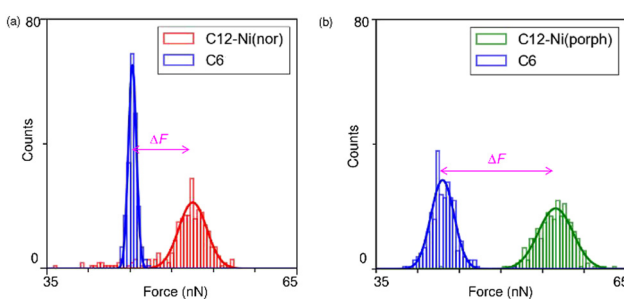 (a)
80
C12-Ni(nor)
C6
ΔF
Counts
0
35
Force (nN)
65
(b)
80
C12-Ni(porph)
C6
ΔF
Counts
0
35
Force (nN)
65